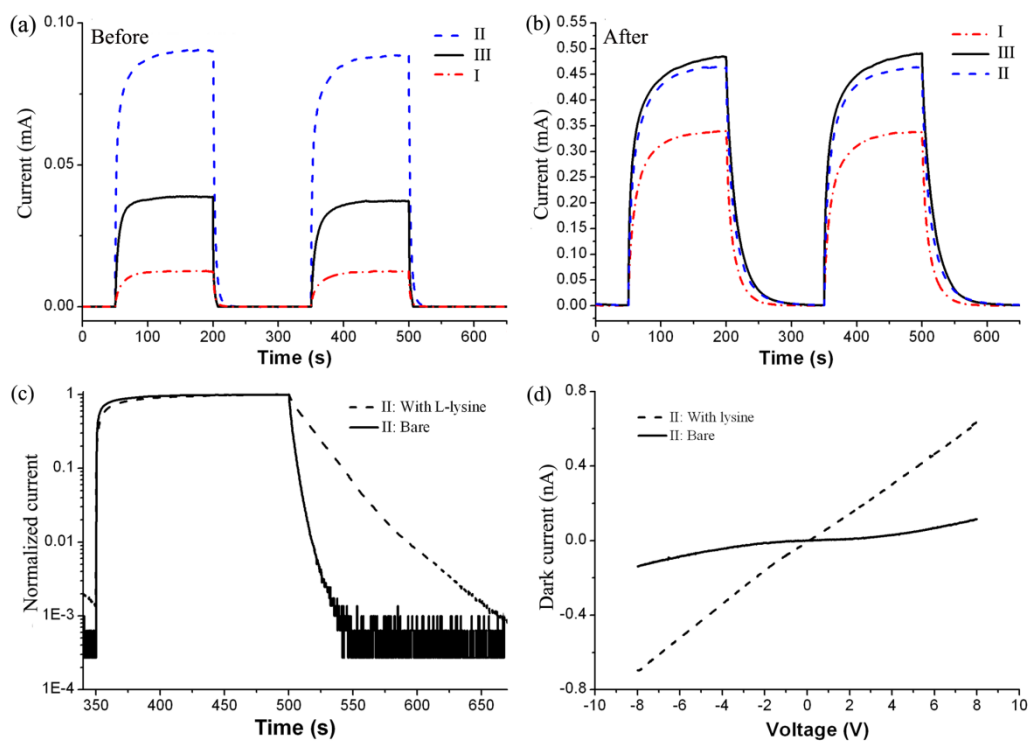 (a)
Before
II
III
I
0.10
0.05
0.00
Current (mA)
0 100 200 300 400 500 600
Time (s)
(b)
After
I
III
II
0.55
0.50
0.45
0.40
0.35
0.30
0.25
0.20
0.15
0.10
0.05
0.00
Current (mA)
0 100 200 300 400 500 600
Time (s)
(c)
II: With L-lysine
II: Bare
1
0.1
0.01
1E-3
1E-4
Normalized current
350 400 450 500 550 600 650
Time (s)
(d)
II: With lysine
II: Bare
0.8
0.4
0.0
-0.4
-0.8
Dark current (nA)
-10 -8 -6 -4 -2 0 2 4 6 8 10
Voltage (V)